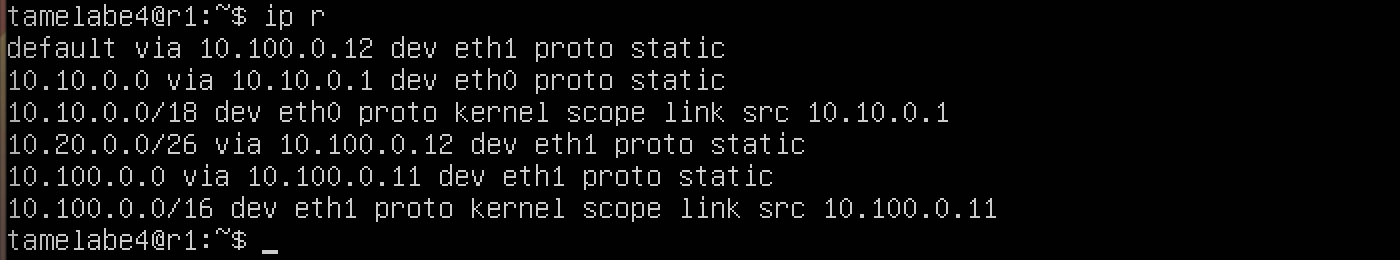 tamelabe4@r1:~$ ip r
default via 10.100.0.12 dev eth1 proto static
10.10.0.0 via 10.10.0.1 dev eth0 proto static
10.10.0.0/18 dev eth0 proto kernel scope link src 10.10.0.1
10.20.0.0/26 via 10.100.0.12 dev eth1 proto static
10.100.0.0 via 10.100.0.11 dev eth1 proto static
10.100.0.0/16 dev eth1 proto kernel scope link src 10.100.0.11
tamelabe4@r1:~$ _